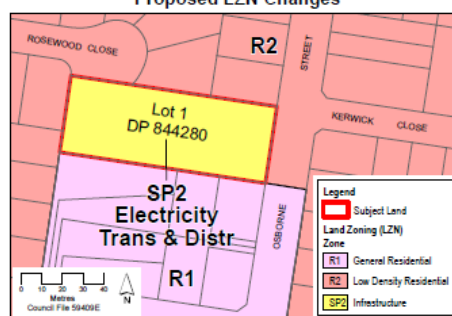 Proposed LZN Changes
ROSEWOOD CLOSE
R2
STREET
Lot 1
DP 844280
KERWICK CLOSE
SP2
Electricity
Trans & Distr
OSBORNE
R1
Legend
Subject Land
Land Zoning (LZN)
Zone
R1 General Residential
R2 Low Density Residential
SP2 Infrastructure
0 10 20 30 40
Metres
Council File 59409E
N